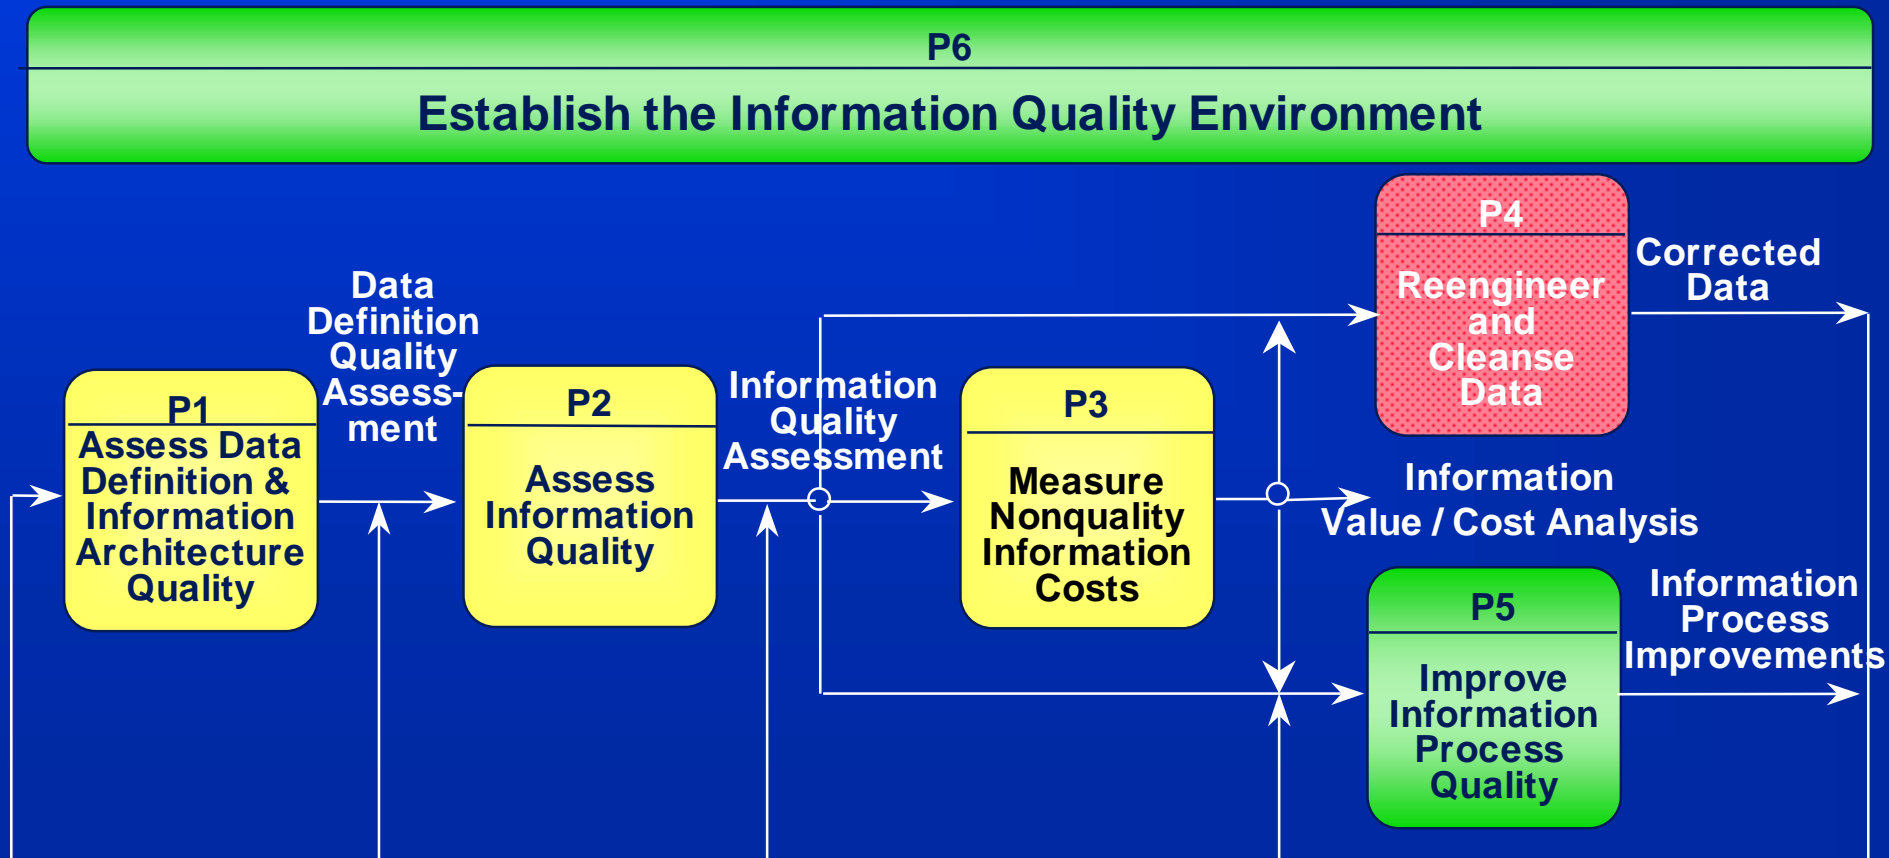 P6
Establish the Information Quality Environment
P1
Assess Data
Definition &
Information
Architecture
Quality
Data
Definition
Quality
Assess-
ment
P2
Assess
Information
Quality
Information
Quality
Assessment
P3
Measure
Nonquality
Information
Costs
P4
Reengineer
and
Cleanse
Data
Corrected
Data
Information
Value / Cost Analysis
P5
Improve
Information
Process
Quality
Information
Process
Improvements